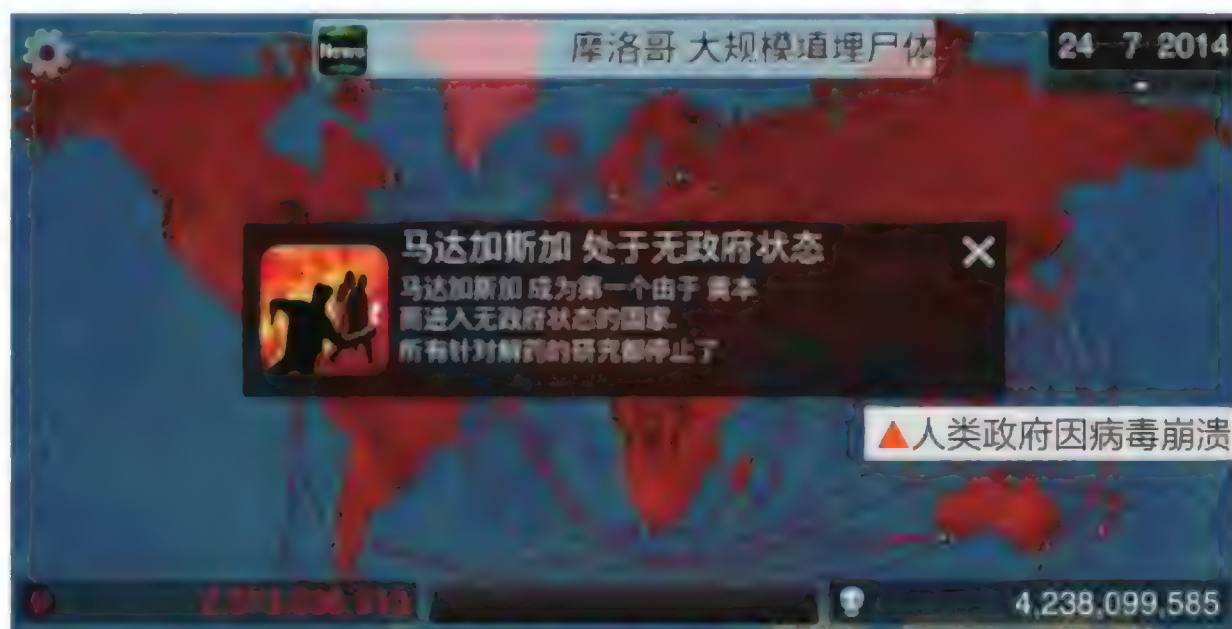 News 摩洛哥 大规模埋埋尸体
24 7 2014
马达加斯加 处于无政府状态
马达加斯加 成为第一个由于
而进入无政府状态的国家.
所有针对解药的研究都停止了
▲人类政府因病毒崩溃
4,238,099,585